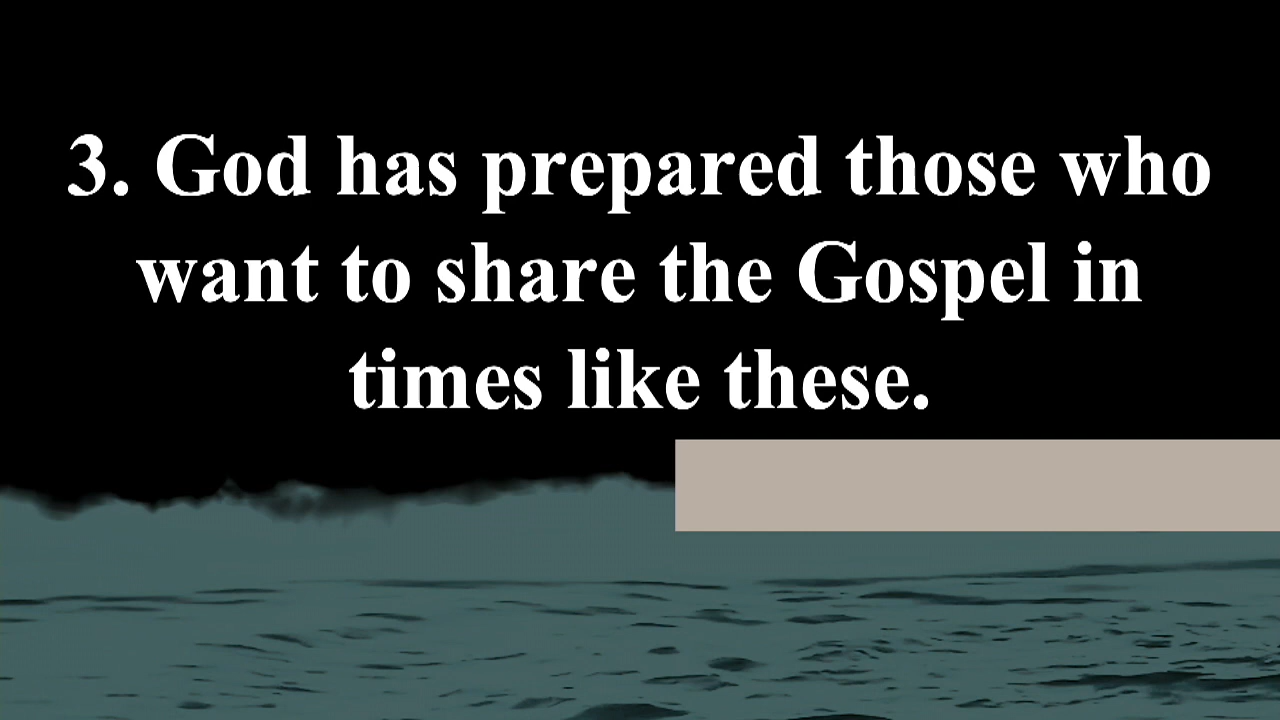 3. God has prepared those who
want to share the Gospel in
times like these.